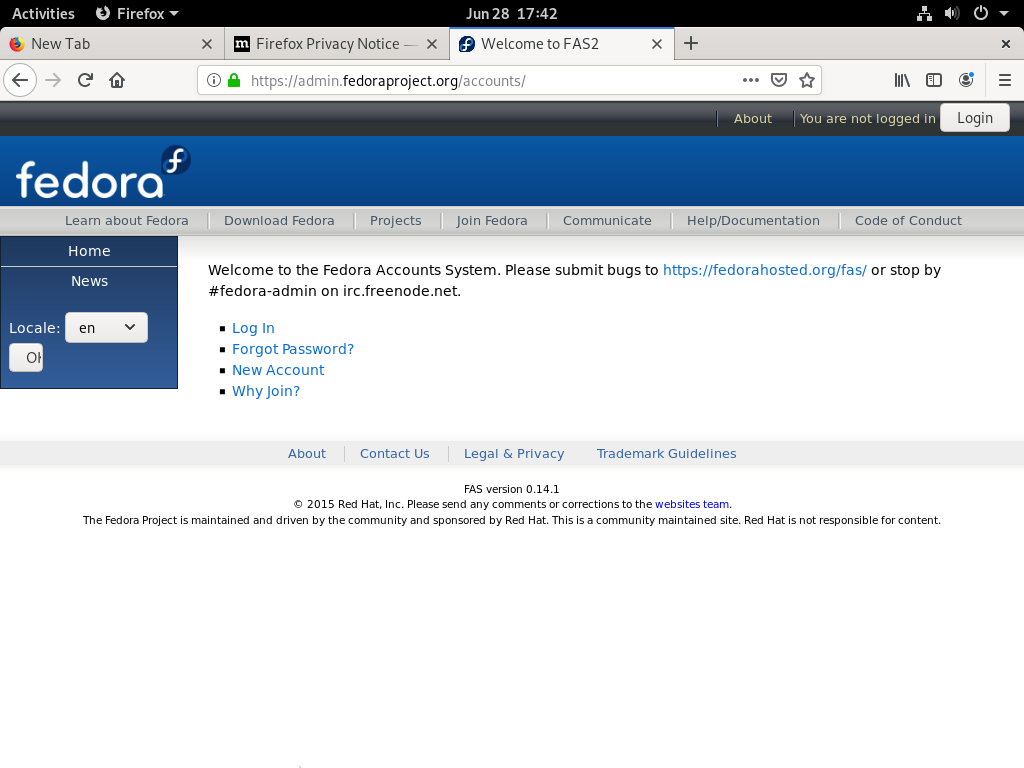 Activities Firefox Jun 28 17:42
New Tab Firefox Privacy Notice — Welcome to FAS2
https://admin.fedoraproject.org/accounts/
About You are not logged in Login
fedora
Learn about Fedora Download Fedora Projects Join Fedora Communicate Help/Documentation Code of Conduct
Home
News
Locale: en
OK
Welcome to the Fedora Accounts System. Please submit bugs to https://fedorahosted.org/fas/ or stop by
#fedora-admin on irc.freenode.net.
Log In
Forgot Password?
New Account
Why Join?
About Contact Us Legal & Privacy Trademark Guidelines
FAS version 0.14.1
© 2015 Red Hat, Inc. Please send any comments or corrections to the websites team.
The Fedora Project is maintained and driven by the community and sponsored by Red Hat. This is a community maintained site. Red Hat is not responsible for content.